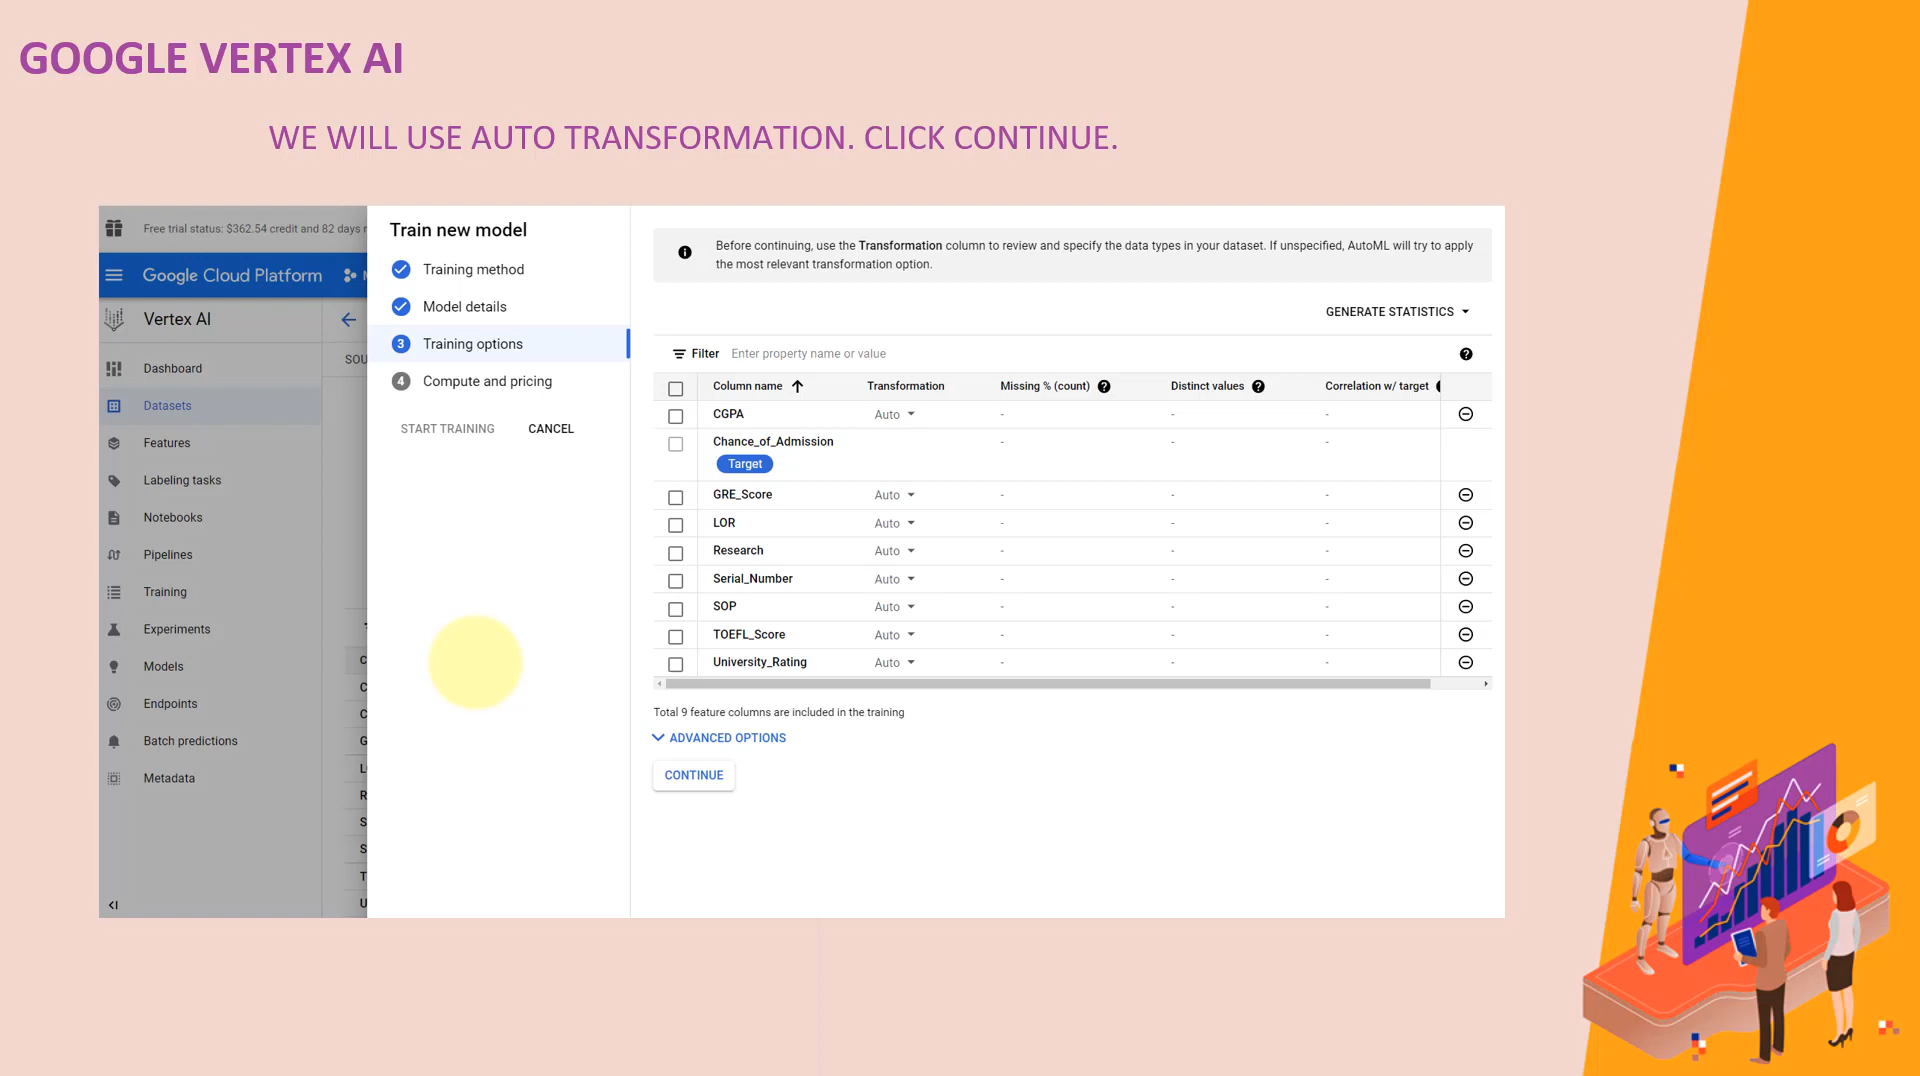 GOOGLE VERTEX AI
WE WILL USE AUTO TRANSFORMATION. CLICK CONTINUE.
Free trial status: $362.54 credit and 82 days
Google Cloud Platform
Vertex AI
SOU
Dashboard
Datasets
Features
Labeling tasks
Notebooks
Pipelines
Training
Experiments
Models
Endpoints
Batch predictions
Metadata
Train new model
Training method
Model details
3 Training options
4 Compute and pricing
START TRAINING CANCEL
Before continuing, use the Transformation column to review and specify the data types in your dataset. If unspecified, AutoML will try to apply
the most relevant transformation option.
GENERATE STATISTICS
Filter Enter property name or value
Column name Transformation Missing % (count) Distinct values Correlation w/ target
CGPA Auto - - -
Chance_of_Admission - - -
Target
GRE_Score Auto - - -
LOR Auto - - -
Research Auto - - -
Serial_Number Auto - - -
SOP Auto - - -
TOEFL_Score Auto - - -
University_Rating Auto - - -
Total 9 feature columns are included in the training
ADVANCED OPTIONS
CONTINUE